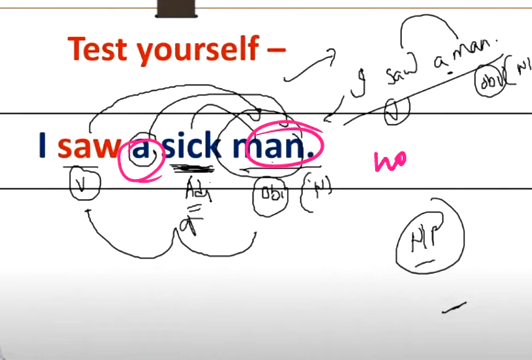 Test yourself –
I saw a man.
V obj (N)
I saw a sick man.
no
V Adj obj (N)
NP